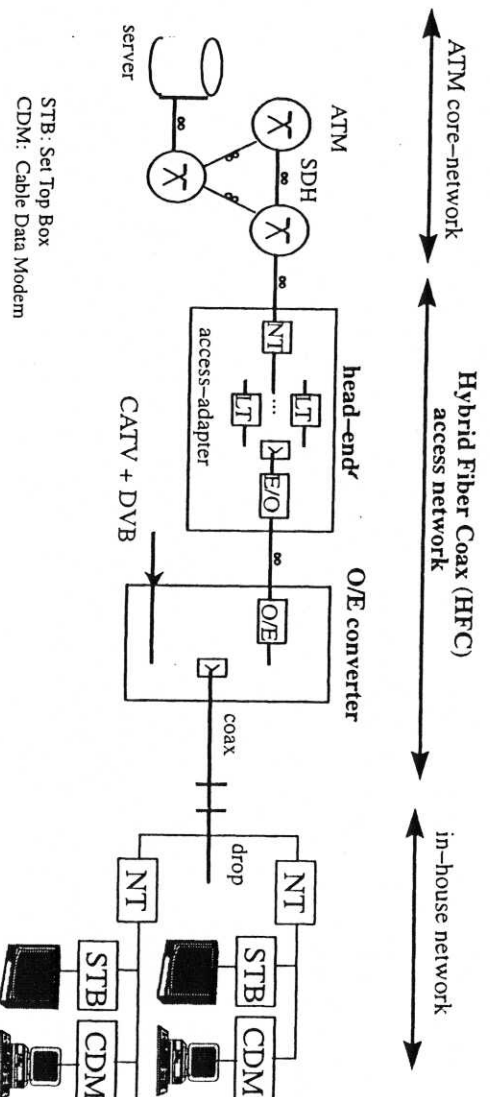 ATM core–network
Hybrid Fiber Coax (HFC)
access network
in–house network
ATM
SDH
server
head–end
NT
LT
...
LT
E/O
access–adapter
O/E converter
O/E
CATV + DVB
coax
drop
NT
STB
CDM
NT
STB
CDM
STB: Set Top Box
CDM: Cable Data Modem